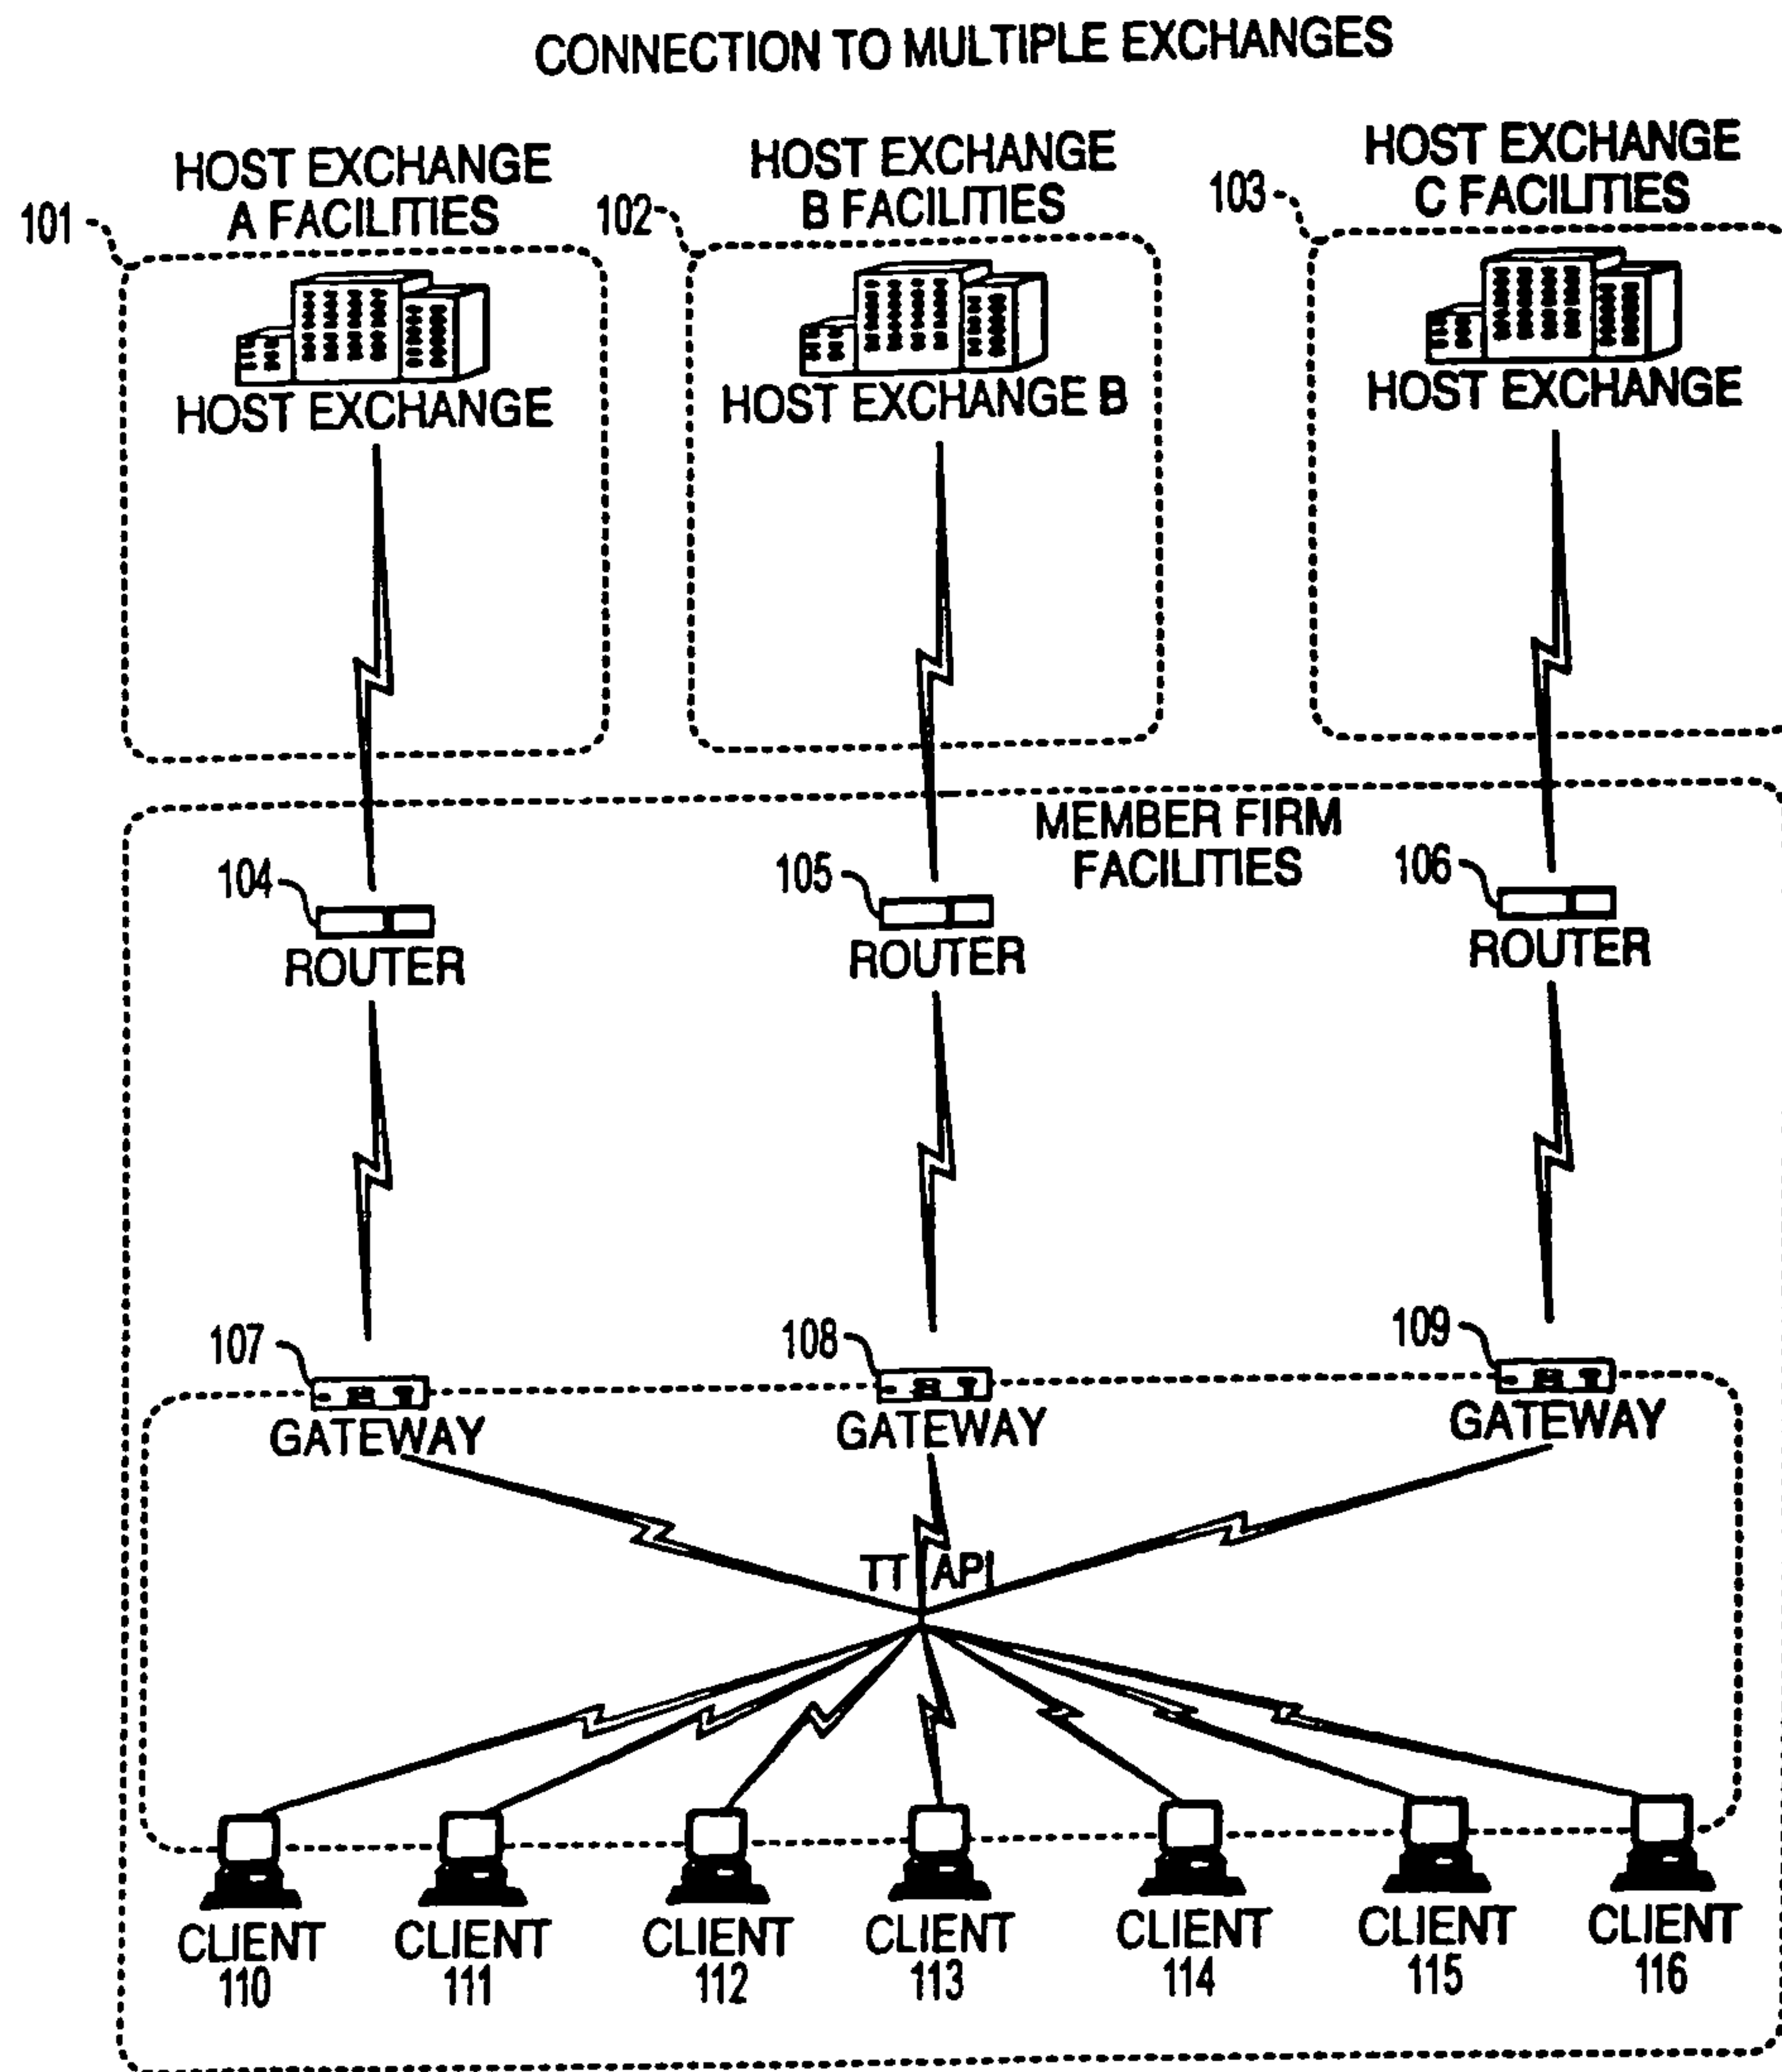 CONNECTION TO MULTIPLE EXCHANGES
HOST EXCHANGE
A FACILITIES
HOST EXCHANGE
B FACILITIES
HOST EXCHANGE
C FACILITIES
101
102
103
HOST EXCHANGE
HOST EXCHANGE B
HOST EXCHANGE
MEMBER FIRM
FACILITIES
104
105
106
ROUTER
ROUTER
ROUTER
107
108
109
GATEWAY
GATEWAY
GATEWAY
TT API
CLIENT
110
CLIENT
111
CLIENT
112
CLIENT
113
CLIENT
114
CLIENT
115
CLIENT
116